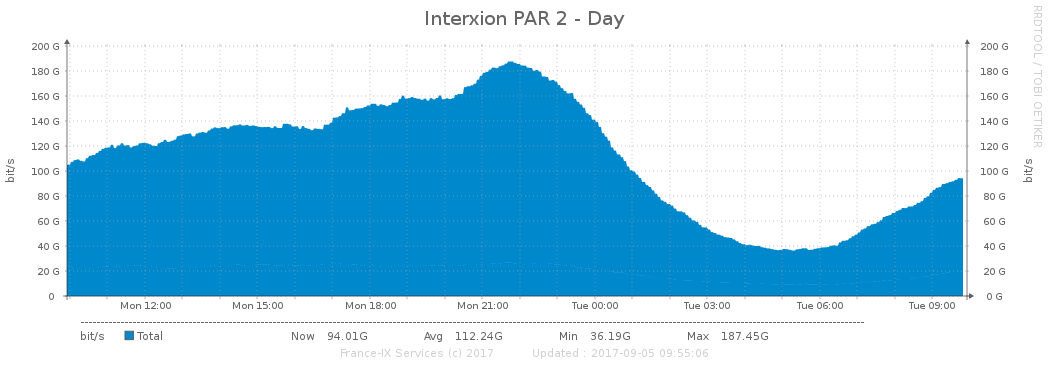 Interxion PAR 2 - Day
RRDTOOL / TOBI OETIKER
200 G 200 G
180 G 180 G
160 G 160 G
140 G 140 G
120 G 120 G
100 G 100 G
80 G 80 G
60 G 60 G
40 G 40 G
20 G 20 G
0 0 G
bit/s bit/s
Mon 12:00 Mon 15:00 Mon 18:00 Mon 21:00 Tue 00:00 Tue 03:00 Tue 06:00 Tue 09:00
bit/s Total Now 94.01G Avg 112.24G Min 36.19G Max 187.45G
France-IX Services (c) 2017 Updated : 2017-09-05 09:55:06